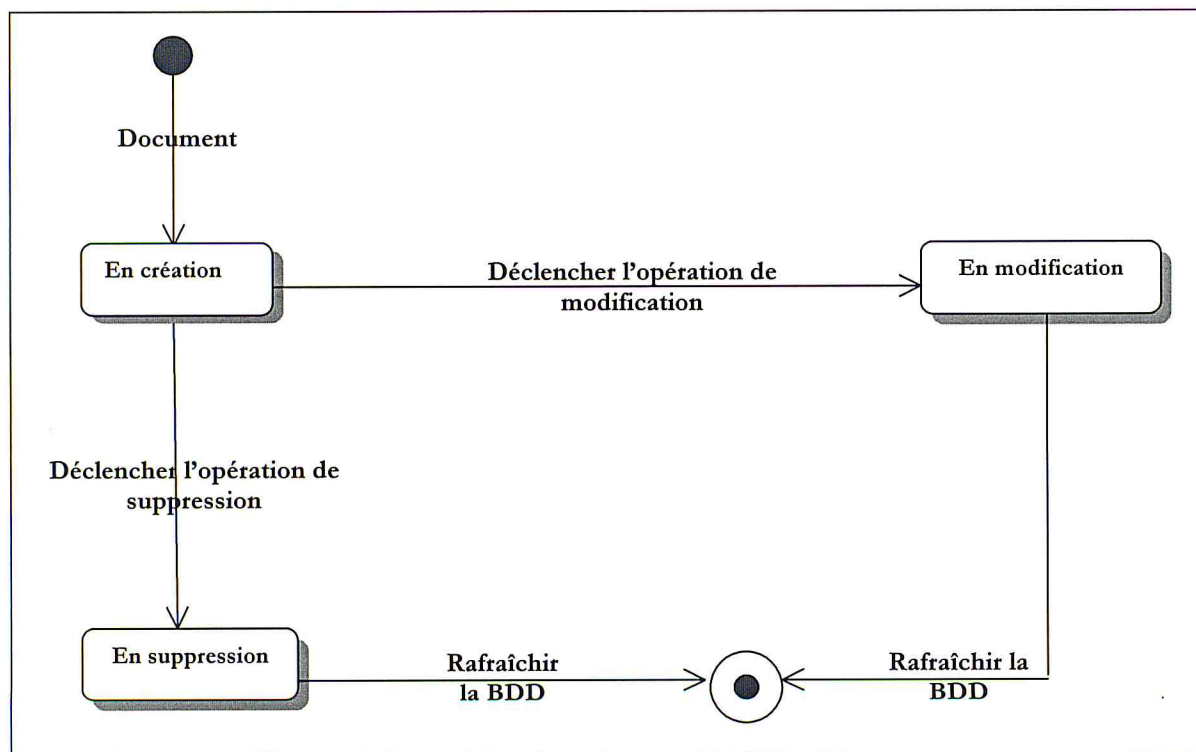 Document
En création
Déclencher l'opération de
modification
En modification
Déclencher l'opération de
suppression
En suppression
Rafraîchir
la BDD
Rafraîchir la
BDD